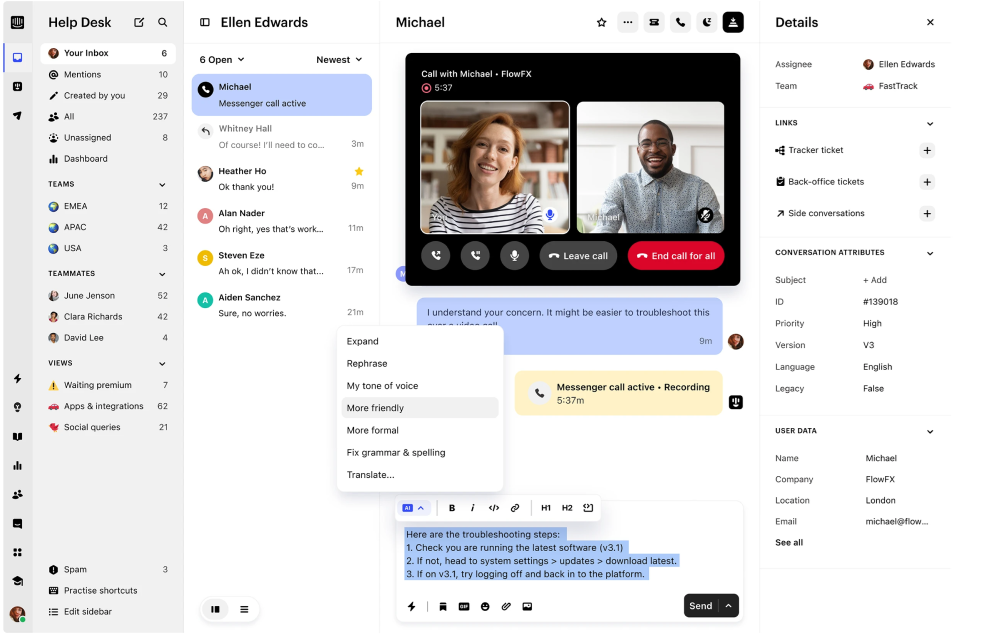 Help Desk
Your Inbox 6
Mentions 10
Created by you 29
All 237
Unassigned 8
Dashboard
TEAMS
EMEA 12
APAC 42
USA 3
TEAMMATES
June Jenson 52
Clara Richards 42
David Lee 4
VIEWS
Waiting premium 7
Apps & integrations 62
Social queries 21
Spam 3
Practise shortcuts
Edit sidebar
Ellen Edwards
6 Open
Newest
Michael
Messenger call active
Whitney Hall
Of course! I'll need to co... 3m
Heather Ho
Ok thank you! 9m
A
Alan Nader
Oh right, yes that's work... 11m
S
Steven Eze
Ah ok, I didn't know that... 17m
A
Aiden Sanchez
Sure, no worries. 21m
Michael
Call with Michael • FlowFX
5:37
You
Michael
Leave call
End call for all
M
I understand your concern. It might be easier to troubleshoot this
over a video call
9m
Messenger call active • Recording
5:37m
Expand
Rephrase
My tone of voice
More friendly
More formal
Fix grammar & spelling
Translate...
AI B i </> H1 H2
Here are the troubleshooting steps:
1. Check you are running the latest software (v3.1)
2. If not, head to system settings > updates > download latest.
3. If on v3.1, try logging off and back in to the platform.
GIF
Send
Details
Assignee Ellen Edwards
Team FastTrack
LINKS
Tracker ticket +
Back-office tickets +
Side conversations +
CONVERSATION ATTRIBUTES
Subject + Add
ID #139018
Priority High
Version V3
Language English
Legacy False
USER DATA
Name Michael
Company FlowFX
Location London
Email michael@flow...
See all